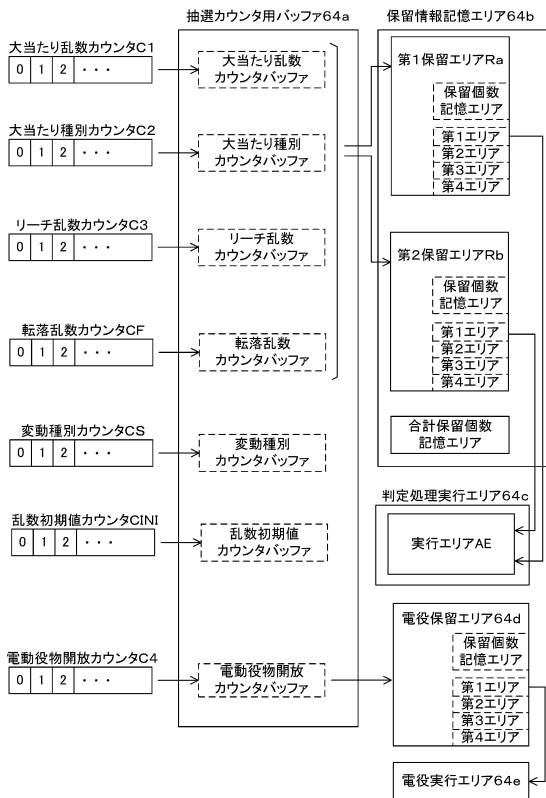 抽選カウンタ用バッファ64a
保留情報記憶エリア64b
大当たり乱数カウンタC1
0 1 2 ・・・
大当たり乱数
カウンタバッファ
大当たり種別カウンタC2
0 1 2 ・・・
大当たり種別
カウンタバッファ
リーチ乱数カウンタC3
0 1 2 ・・・
リーチ乱数
カウンタバッファ
転落乱数カウンタCF
0 1 2 ・・・
転落乱数
カウンタバッファ
変動種別カウンタCS
0 1 2 ・・・
変動種別
カウンタバッファ
乱数初期値カウンタCINI
0 1 2 ・・・
乱数初期値
カウンタバッファ
電動役物開放カウンタC4
0 1 2 ・・・
電動役物開放
カウンタバッファ
第1保留エリアRa
保留個数
記憶エリア
第1エリア
第2エリア
第3エリア
第4エリア
第2保留エリアRb
保留個数
記憶エリア
第1エリア
第2エリア
第3エリア
第4エリア
合計保留個数
記憶エリア
判定処理実行エリア64c
実行エリアAE
電役保留エリア64d
保留個数
記憶エリア
第1エリア
第2エリア
第3エリア
第4エリア
電役実行エリア64e